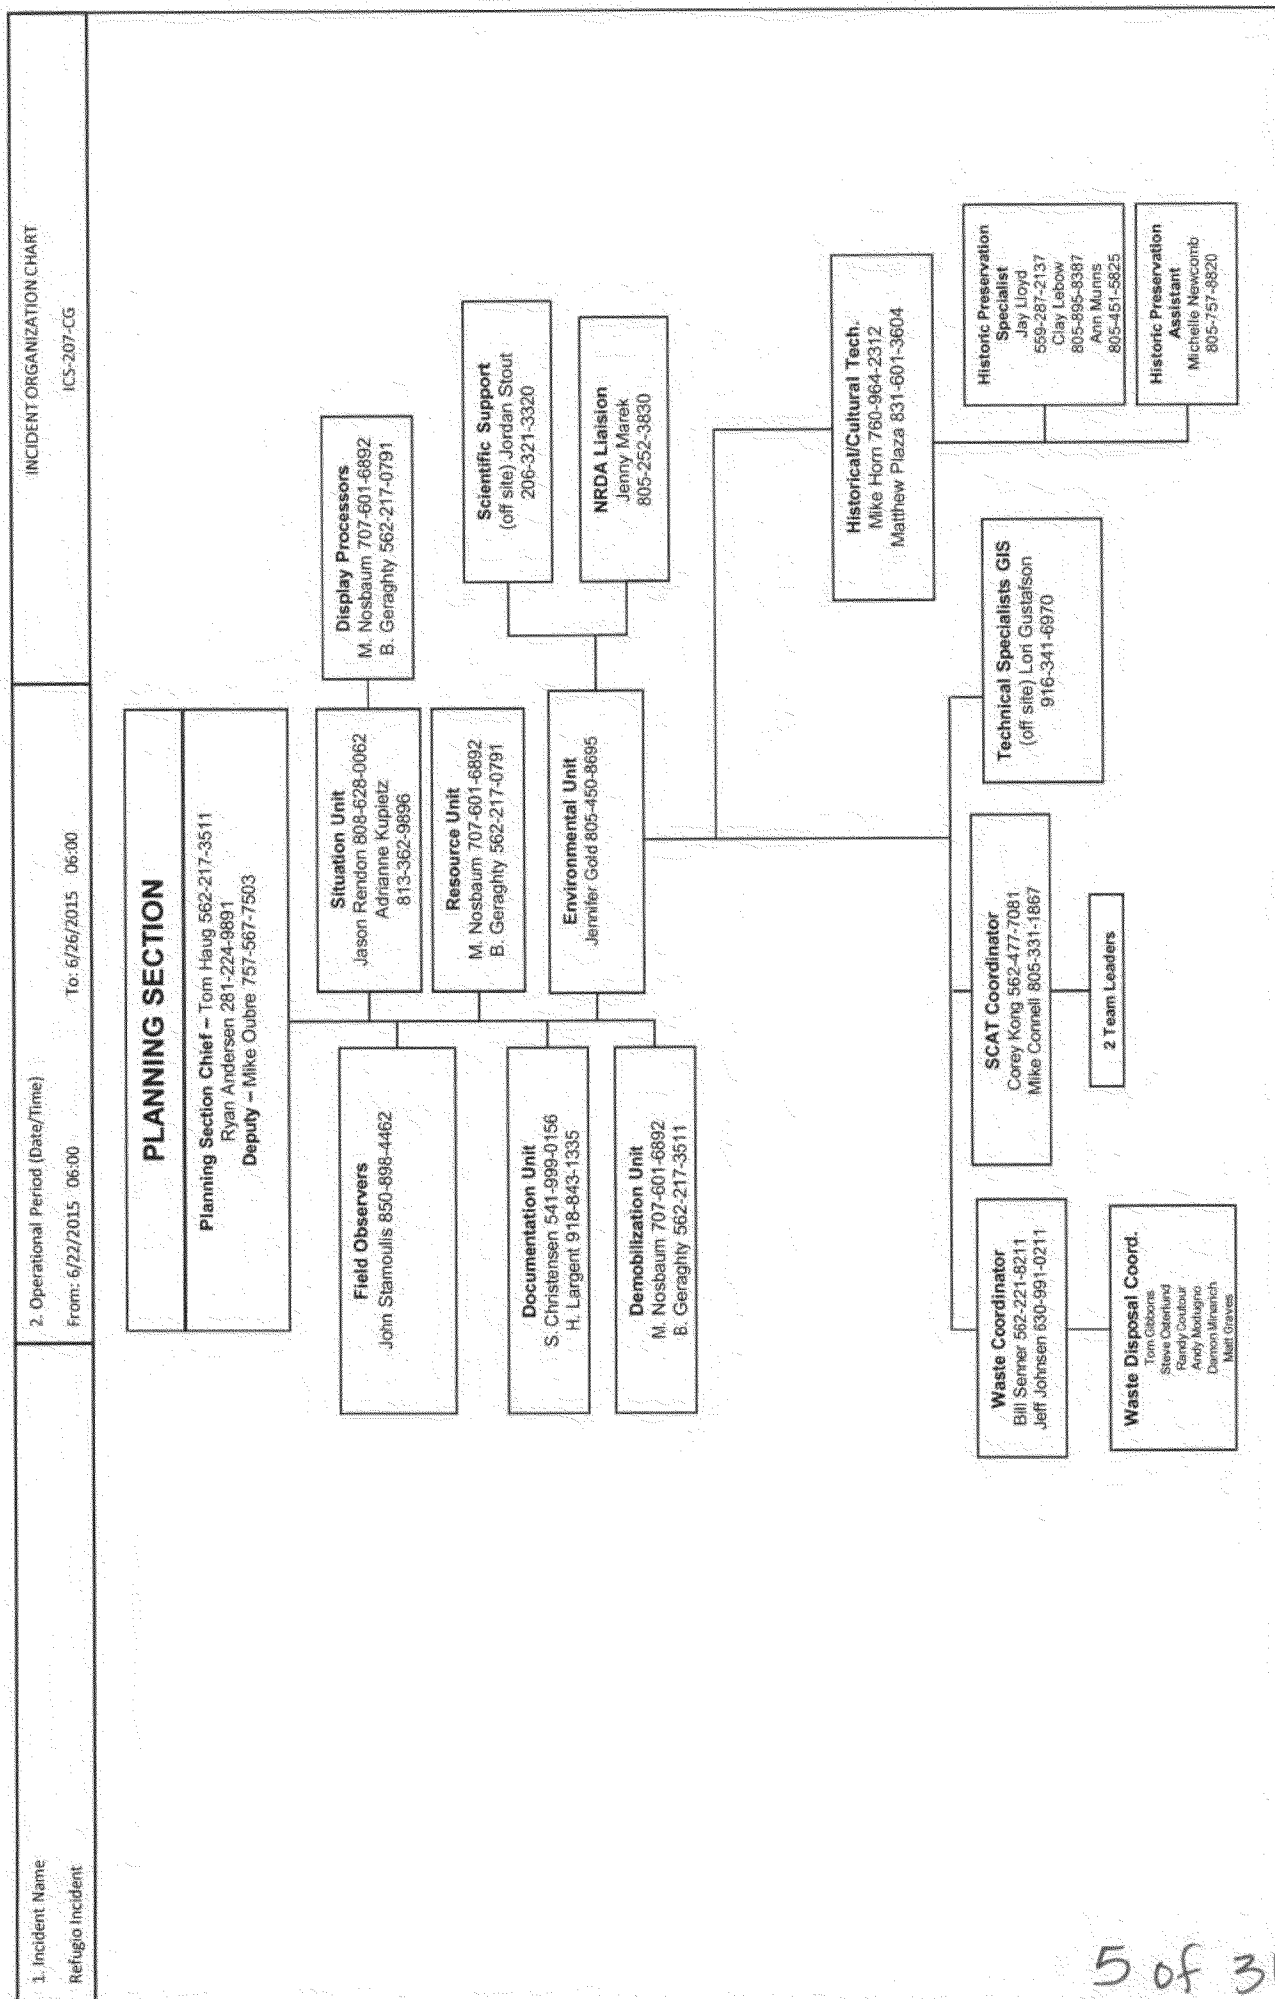 1. Incident Name
Refugio Incident
2. Operational Period (Date/Time)
From: 6/22/2015 06:00 To: 6/26/2015 06:00
INCIDENT ORGANIZATION CHART
ICS-207-CG
PLANNING SECTION
Planning Section Chief – Tom Haug 562-217-3511
Ryan Andersen 281-224-9891
Deputy – Mike Oubre 757-567-7503
Field Observers
John Stamoulis 850-898-4462
Situation Unit
Jason Rendon 808-628-0062
Adrianne Kupietz
813-362-9896
Display Processors
M. Nosbaum 707-601-6892
B. Geraghty 562-217-0791
Resource Unit
M. Nosbaum 707-601-6892
B. Geraghty 562-217-0791
Documentation Unit
S. Christensen 541-999-0156
H. Largent 918-843-1335
Environmental Unit
Jennifer Gold 805-450-8695
Scientific Support
(off site) Jordan Stout
206-321-3320
NRDA Liaision
Jenny Marek
805-252-3830
Demobilization Unit
M. Nosbaum 707-601-6892
B. Geraghty 562-217-3511
Historical/Cultural Tech.
Mike Horn 760-964-2312
Matthew Plaza 831-601-3604
Historic Preservation
Specialist
Jay Lloyd
559-287-2137
Clay Lebow
805-895-8387
Ann Munns
805-451-5825
Historic Preservation
Assistant
Michelle Newcomb
805-757-8820
Waste Coordinator
Bill Senner 562-221-8211
Jeff Johnsen 630-991-0211
Waste Disposal Coord.
Tom Gibbons
Steve Osterlund
Randy Coutour
Andy Modugno
Damon
Matt Graves
SCAT Coordinator
Corey Kong 562-477-7081
Mike Connell 805-331-1867
2 Team Leaders
Technical Specialists GIS
(off site) Lori Gustafson
916-341-6970
5 of